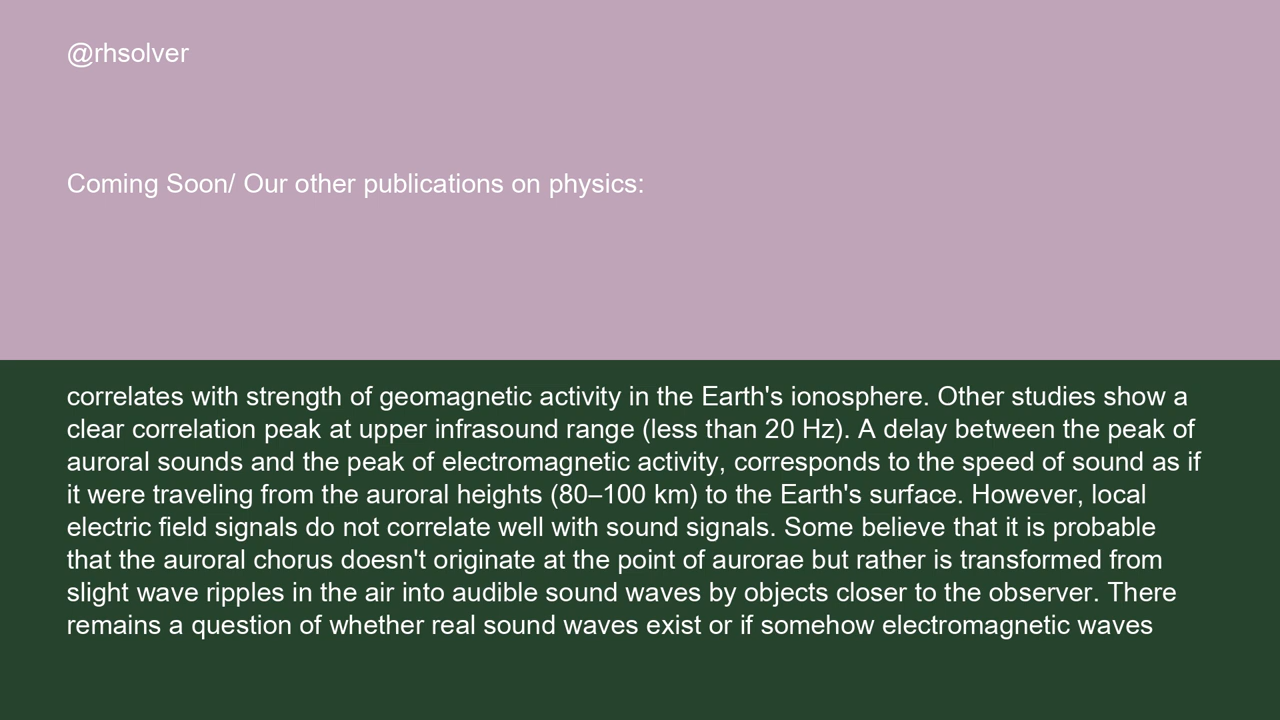 @rhsolver
Coming Soon/ Our other publications on physics:
correlates with strength of geomagnetic activity in the Earth's ionosphere. Other studies show a
clear correlation peak at upper infrasound range (less than 20 Hz). A delay between the peak of
auroral sounds and the peak of electromagnetic activity, corresponds to the speed of sound as if
it were traveling from the auroral heights (80–100 km) to the Earth's surface. However, local
electric field signals do not correlate well with sound signals. Some believe that it is probable
that the auroral chorus doesn't originate at the point of aurorae but rather is transformed from
slight wave ripples in the air into audible sound waves by objects closer to the observer. There
remains a question of whether real sound waves exist or if somehow electromagnetic waves